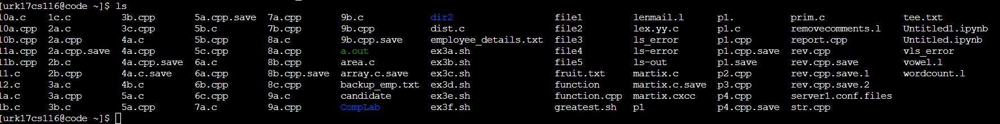 [urk17cs116@code ~]$ ls
10a.c 1c.c 3b.cpp 5a.cpp.save 7a.cpp 9b.c dir2 file1 lenmail.l p1. prim.c tee.txt
10a.cpp 2a.c 3c.cpp 5b.c 7b.cpp 9b.cpp dist.c file2 lex.yy.c p1.c removecomments.l Untitled1.ipynb
10b.cpp 2a.cpp 4a.c 5b.cpp 8a.c 9b.cpp.save employee_details.txt file3 ls_error p1.cpp report.cpp Untitled.ipynb
11a.cpp 2a.cpp.save 4a.cpp 5c.cpp 8a.cpp a.out ex3a.sh file4 ls-error p1.cpp.save rev.cpp vls_error
11b.cpp 2b.c 4a.cpp.save 6a.c 8b.cpp area.c ex3b.sh file5 ls-out p1.save rev.cpp.save vowel.l
11.c 2b.cpp 4a.c.save 6a.cpp 8b.cpp.save array.c.save ex3c.sh fruit.txt martix.c p2.cpp rev.cpp.save.1 wordcount.l
12.c 3a.c 4b.c 6b.cpp 8c.cpp backup_emp.txt ex3d.sh function martix.c.save p3.cpp rev.cpp.save.2
1a.c 3a.cpp 5a.c 6c.cpp 9a.c candidate ex3e.sh function.cpp martix.cxcc p4.cpp server1.conf.files
1b.c 3b.c 5a.cpp 7a.c 9a.cpp CompLab ex3f.sh greatest.sh p1 p4.cpp.save str.cpp
[urk17cs116@code ~]$